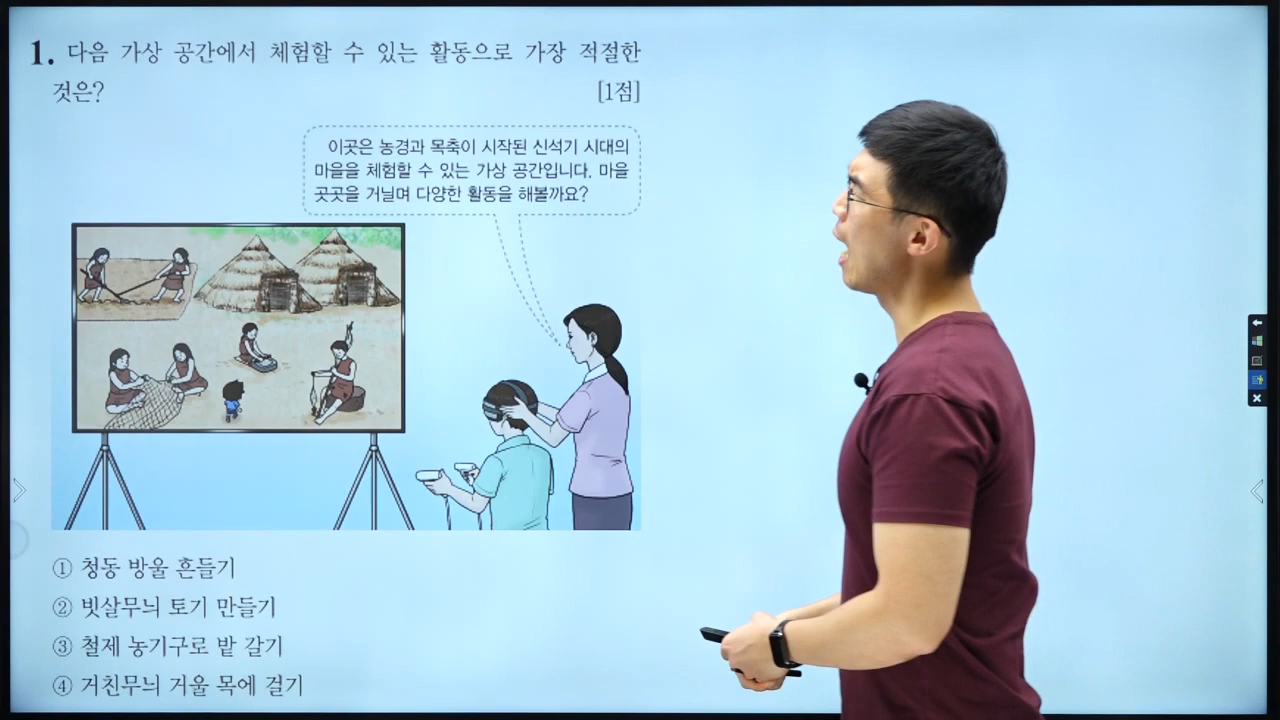 1. 다음 가상 공간에서 체험할 수 있는 활동으로 가장 적절한
것은? [1점]
이곳은 농경과 목축이 시작된 신석기 시대의
마을을 체험할 수 있는 가상 공간입니다. 마을
곳곳을 거닐며 다양한 활동을 해볼까요?
① 청동 방울 흔들기
② 빗살무늬 토기 만들기
③ 철제 농기구로 밭 갈기
④ 거친무늬 거울 목에 걸기